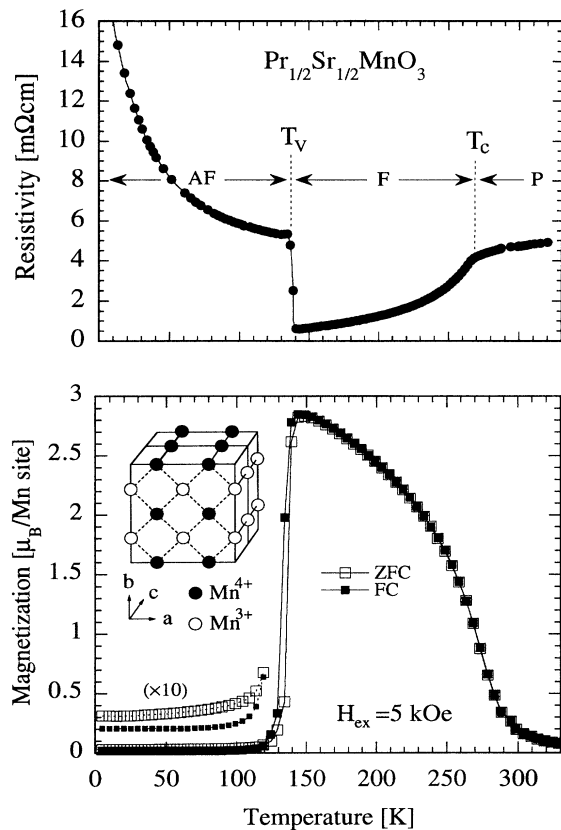 16
14
12
10
8
6
4
2
0
Resistivity [mΩcm]
Pr1/2Sr1/2MnO3
TV
TC
AF
F
P
3
2.5
2
1.5
1
0.5
0
Magnetization [μB/Mn site]
b
c
a
Mn4+
Mn3+
ZFC
FC
(×10)
Hex =5 kOe
0 50 100 150 200 250 300
Temperature [K]